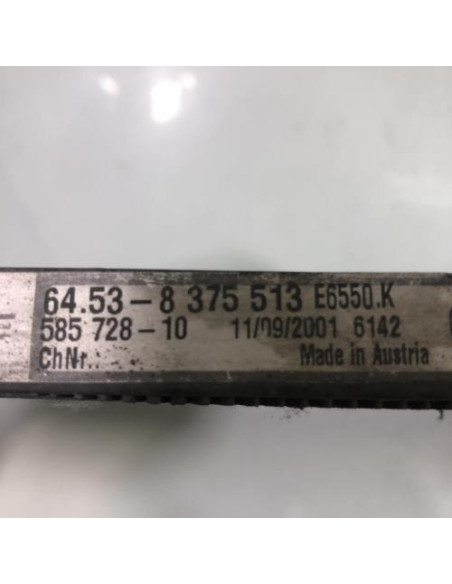 64.53-8 375 513 E6550.K
585 728-10 11/09/2001 6142
ChNr..
Made in Austria